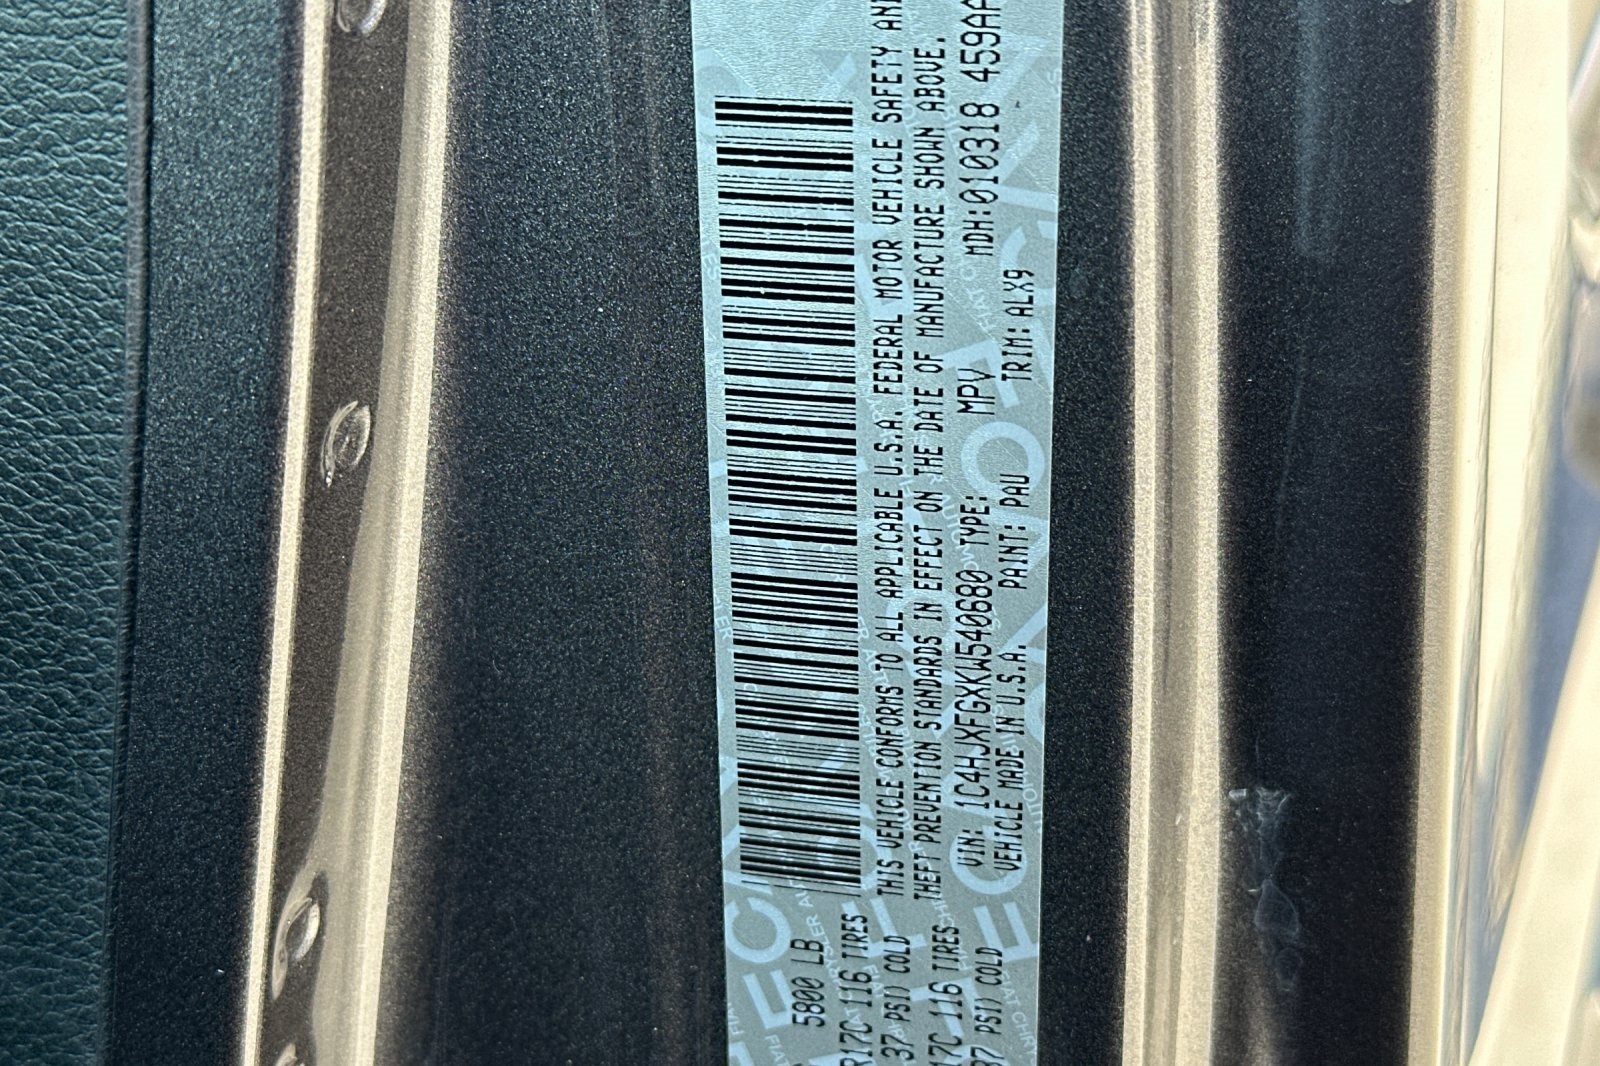 5800 LB
R17C 116 TIRES
37 PSI) COLD
17C 116 TIRES
37 PSI) COLD
THIS VEHICLE CONFORMS TO ALL APPLICABLE U.S.A. FEDERAL MOTOR VEHICLE SAFETY AND
THEFT PREVENTION STANDARDS IN EFFECT ON THE DATE OF MANUFACTURE SHOWN ABOVE.
VIN: 1C4HJXFGXKW540680 TYPE: MPV MDH:010318 459AA
VEHICLE MADE IN U.S.A. PAINT: PAU TRIM: ALX9